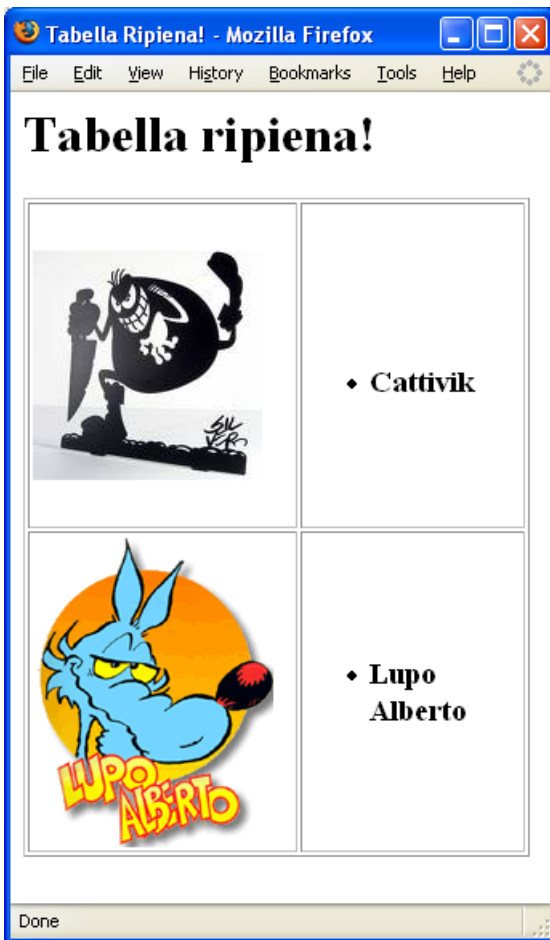 Tabella Ripiena! - Mozilla Firefox
File Edit View History Bookmarks Tools Help
Tabella ripiena!
SILVER
• Cattivik
LUPO
ALBERTO
• Lupo
Alberto
Done